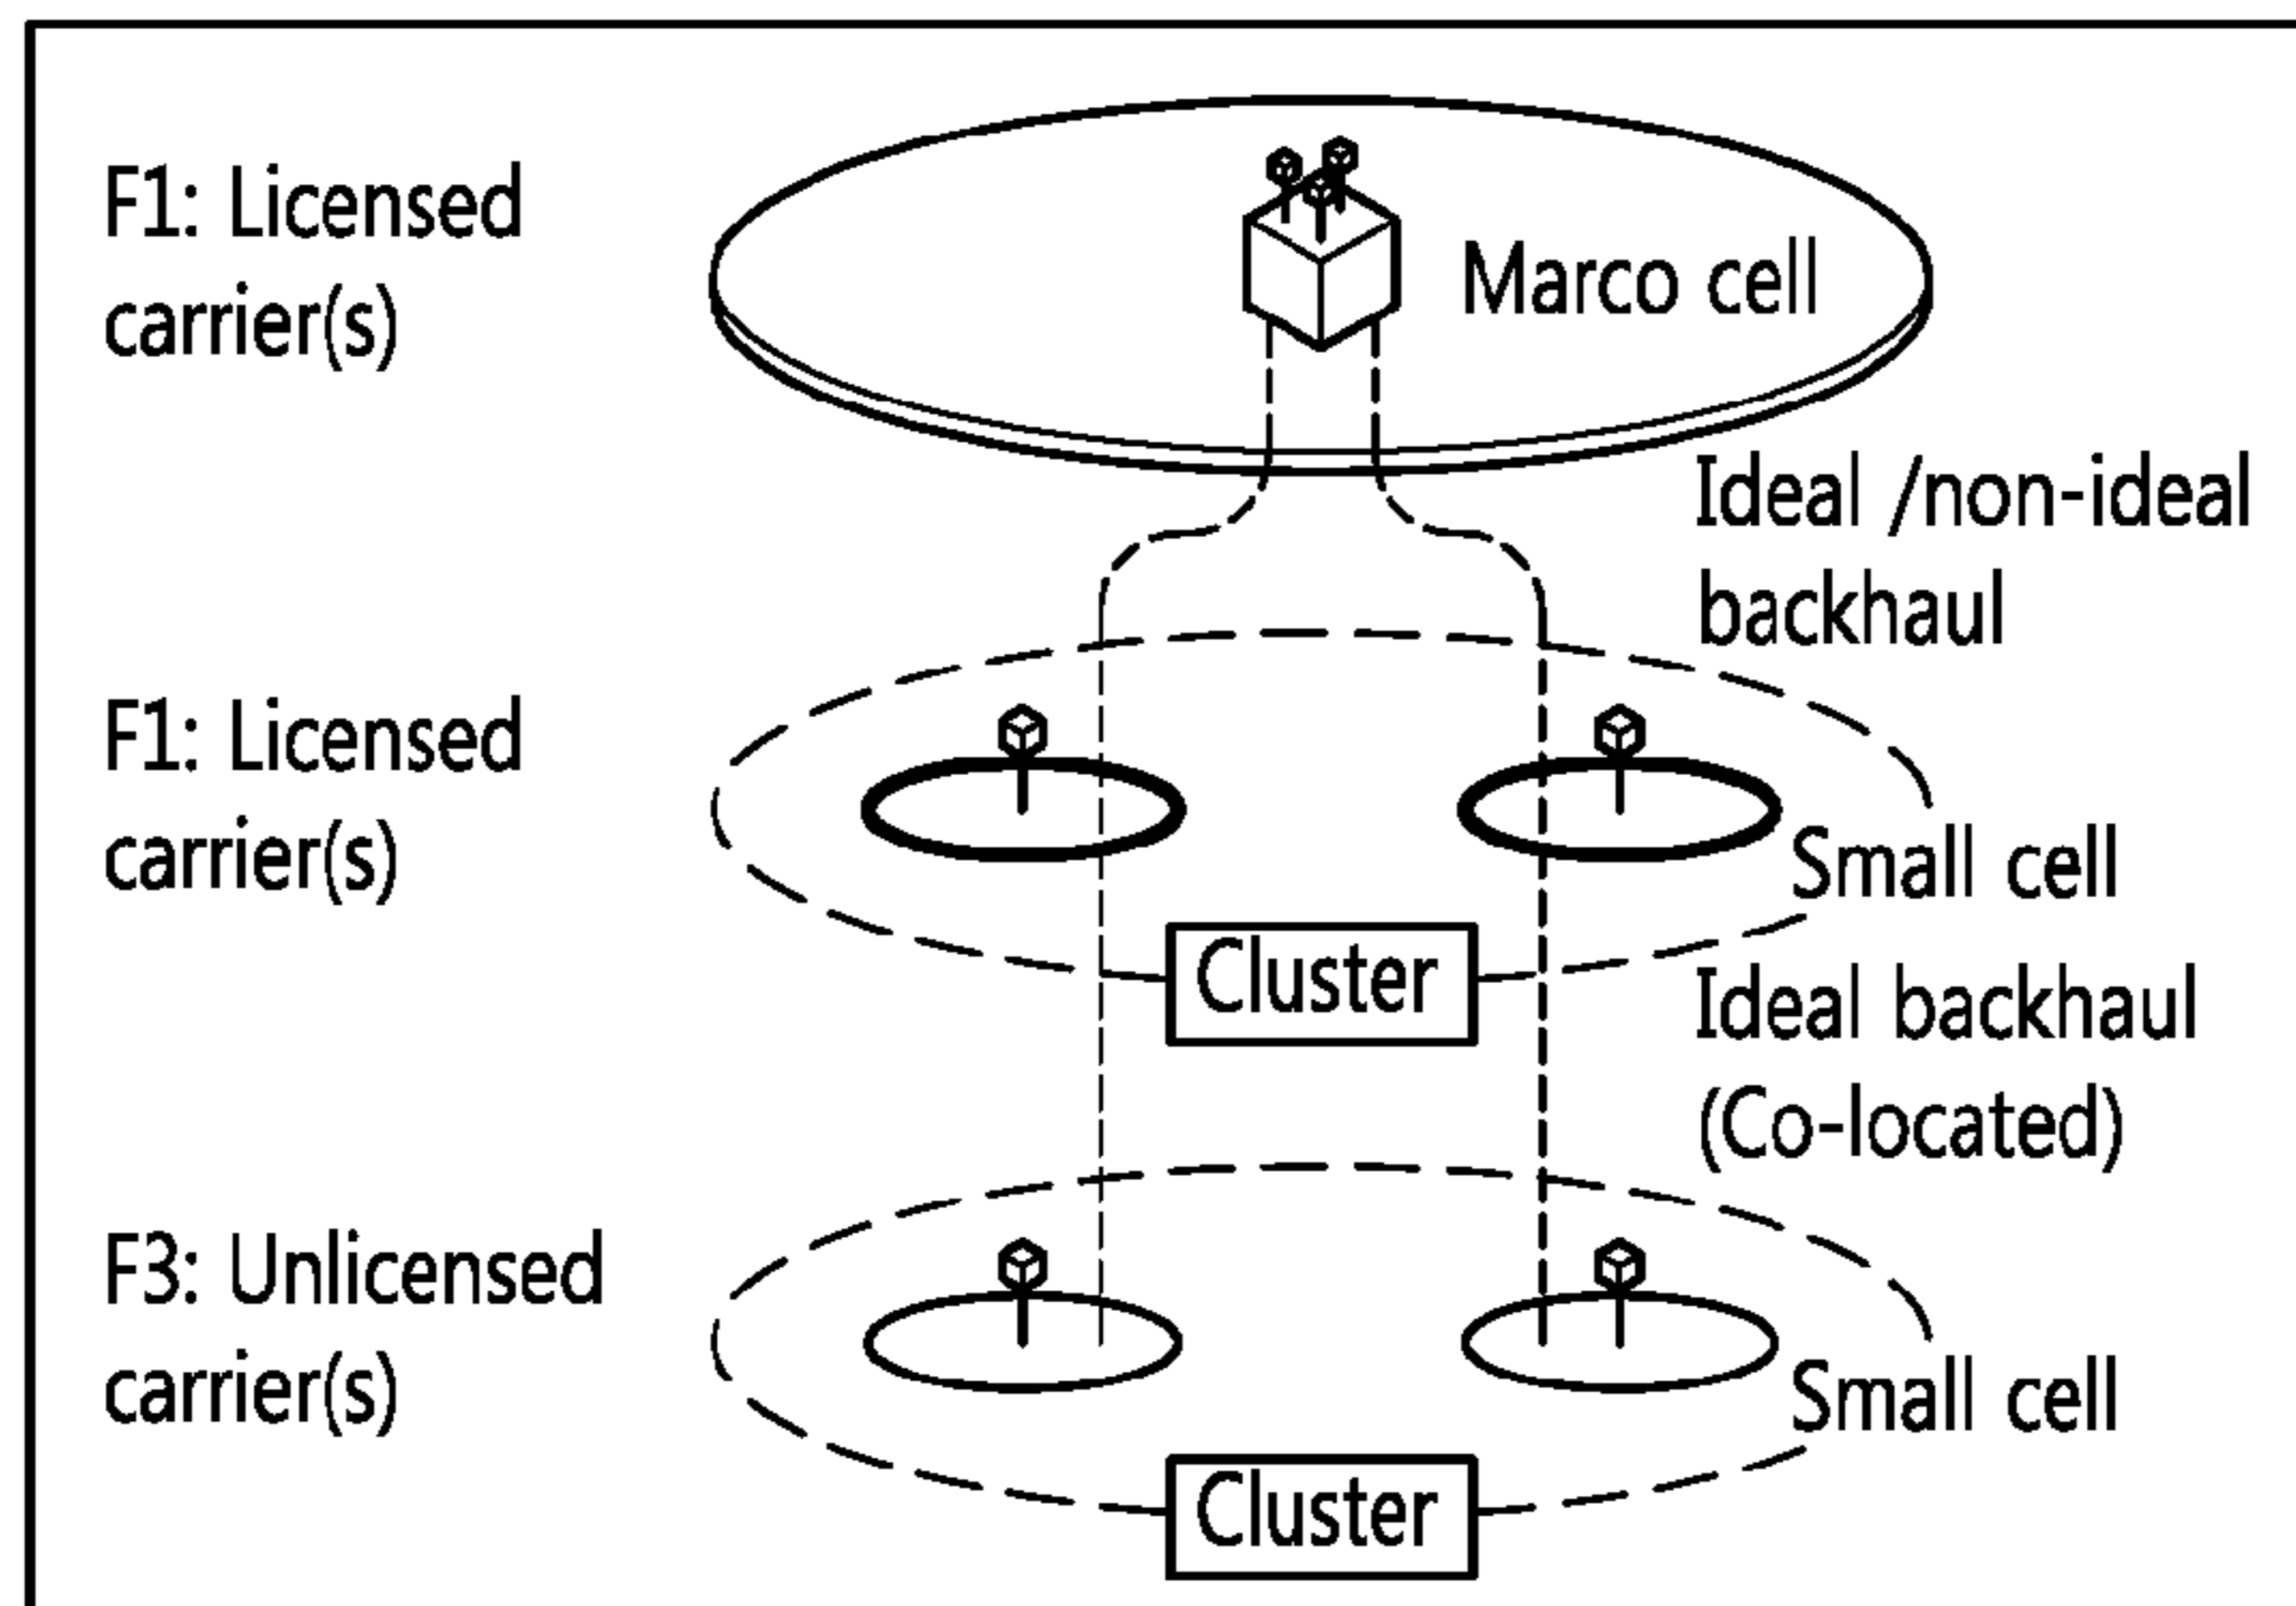 F1: Licensed
carrier(s)
Marco cell
Ideal /non-ideal
backhaul
F1: Licensed
carrier(s)
Small cell
Cluster
Ideal backhaul
(Co-located)
F3: Unlicensed
carrier(s)
Small cell
Cluster